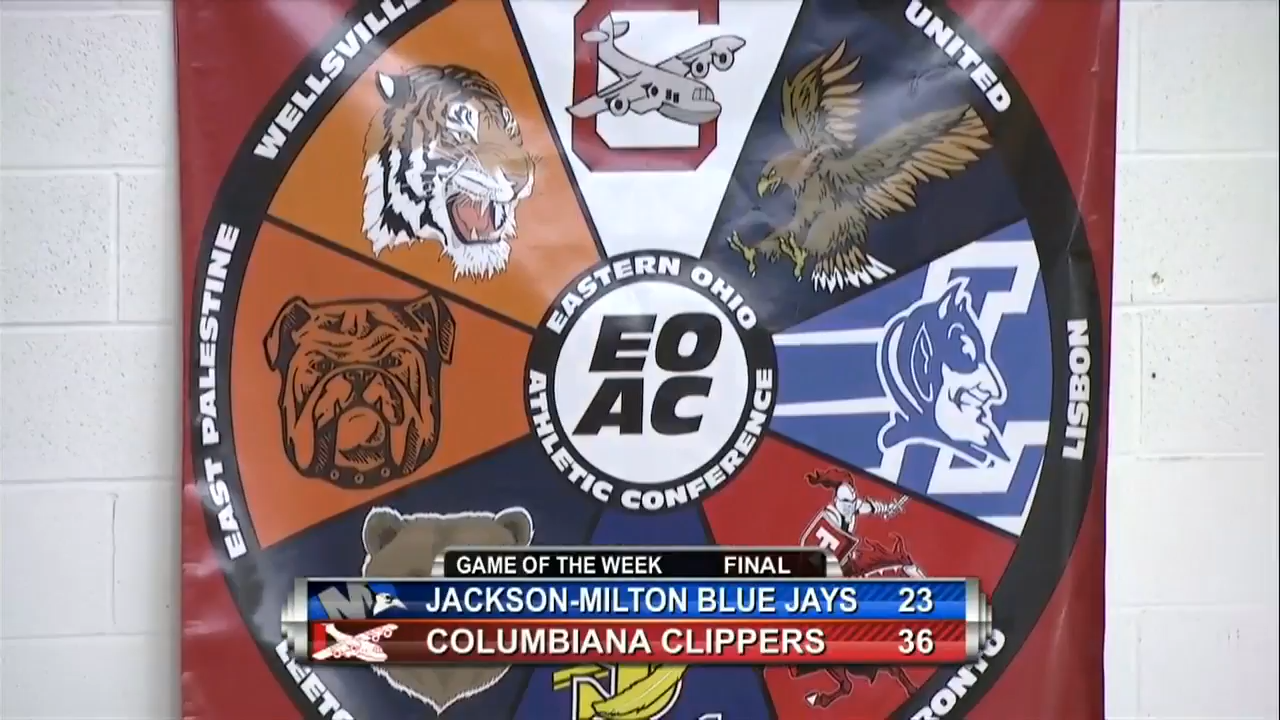 WELLSVILLE
UNITED
EAST PALESTINE
LISBON
EASTERN OHIO
EO
AC
ATHLETIC CONFERENCE
GAME OF THE WEEK FINAL
JACKSON-MILTON BLUE JAYS 23
COLUMBIANA CLIPPERS 36